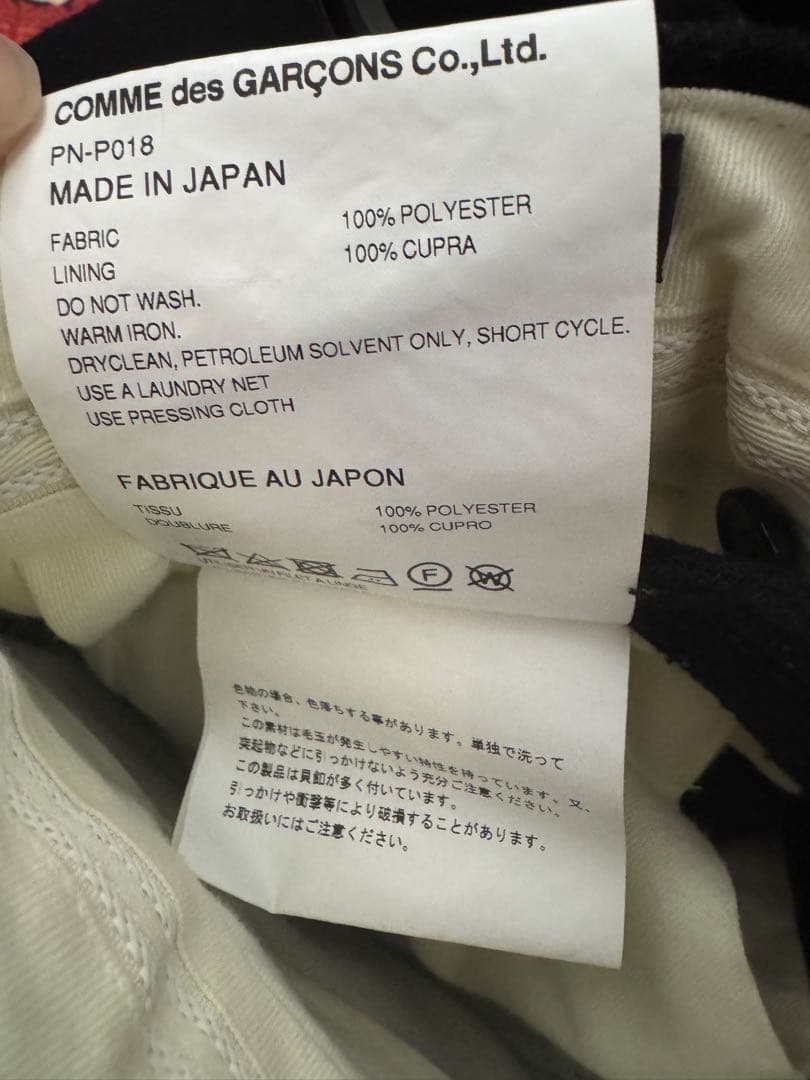 COMME des GARÇONS Co.,Ltd.
PN-P018
MADE IN JAPAN
FABRIC 100% POLYESTER
LINING 100% CUPRA
DO NOT WASH.
WARM IRON.
DRYCLEAN, PETROLEUM SOLVENT ONLY, SHORT CYCLE.
USE A LAUNDRY NET
USE PRESSING CLOTH
FABRIQUE AU JAPON
TISSU 100% POLYESTER
DOUBLURE 100% CUPRO
F W
UTILISER UN FILET A LINGE
色物の場合、色落ちする事があります。単独で洗って
下さい。
この素材は毛玉が発生しやすい特性を持っています。又、
突起物などに引っかけないよう充分ご注意ください。
この製品は貝釦が多く付いています。
引っかけや衝撃等により破損することがあります。
お取扱いにはご注意ください。